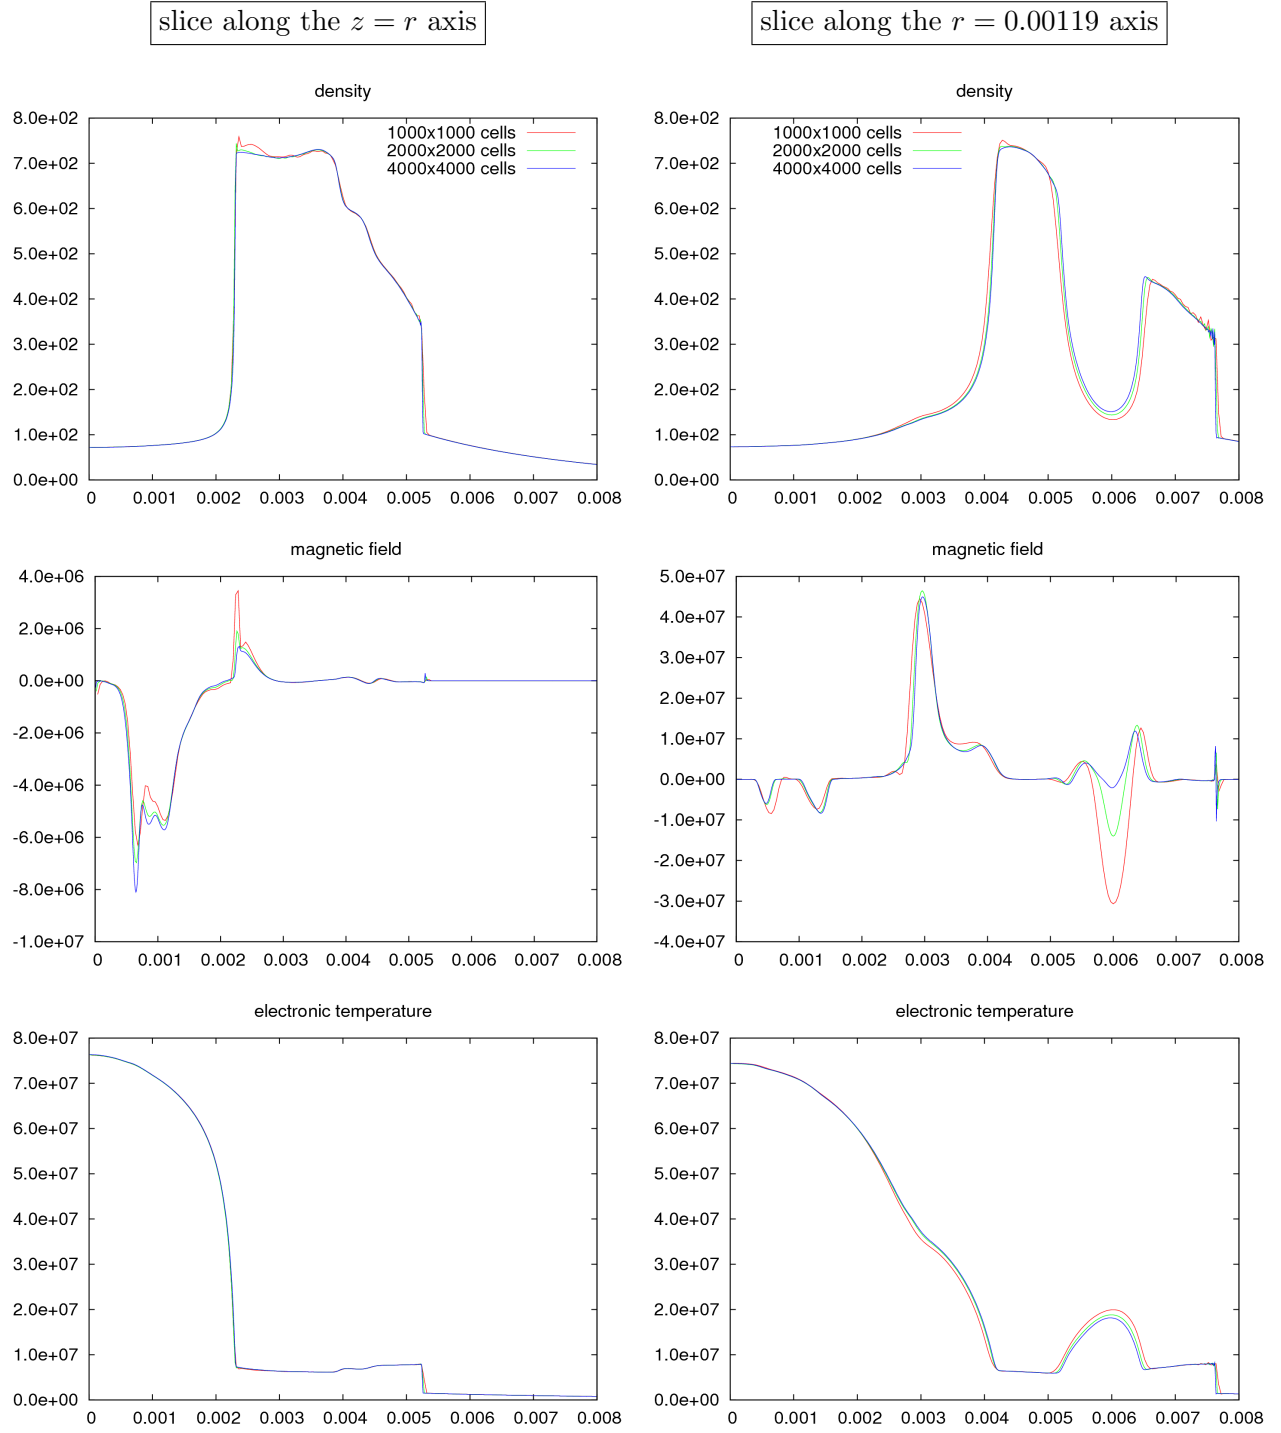 slice along the z = r axis
slice along the r = 0.00119 axis
density
8.0e+02
7.0e+02
6.0e+02
5.0e+02
4.0e+02
3.0e+02
2.0e+02
1.0e+02
0.0e+00
1000x1000 cells
2000x2000 cells
4000x4000 cells
0 0.001 0.002 0.003 0.004 0.005 0.006 0.007 0.008
density
8.0e+02
7.0e+02
6.0e+02
5.0e+02
4.0e+02
3.0e+02
2.0e+02
1.0e+02
0.0e+00
1000x1000 cells
2000x2000 cells
4000x4000 cells
0 0.001 0.002 0.003 0.004 0.005 0.006 0.007 0.008
magnetic field
4.0e+06
2.0e+06
0.0e+00
-2.0e+06
-4.0e+06
-6.0e+06
-8.0e+06
-1.0e+07
0 0.001 0.002 0.003 0.004 0.005 0.006 0.007 0.008
magnetic field
5.0e+07
4.0e+07
3.0e+07
2.0e+07
1.0e+07
0.0e+00
-1.0e+07
-2.0e+07
-3.0e+07
-4.0e+07
0 0.001 0.002 0.003 0.004 0.005 0.006 0.007 0.008
electronic temperature
8.0e+07
7.0e+07
6.0e+07
5.0e+07
4.0e+07
3.0e+07
2.0e+07
1.0e+07
0.0e+00
0 0.001 0.002 0.003 0.004 0.005 0.006 0.007 0.008
electronic temperature
8.0e+07
7.0e+07
6.0e+07
5.0e+07
4.0e+07
3.0e+07
2.0e+07
1.0e+07
0.0e+00
0 0.001 0.002 0.003 0.004 0.005 0.006 0.007 0.008